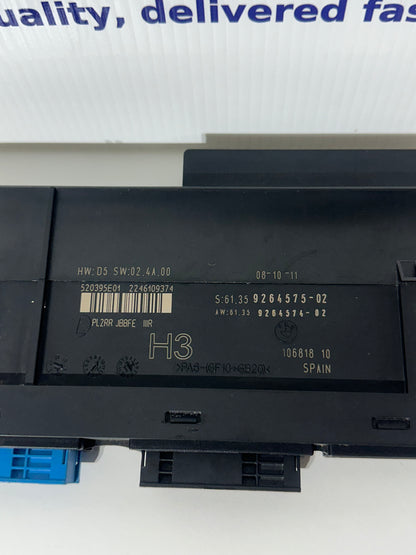 uality, delivered fas
HW:D5 SW:02.4A.00
08-10-11
520395E01 2246109374
S:61.35 9264575-02
AW:61.35 9264574-02
PL2RR JBBFE IIIR
H3
106818 10
SPAIN